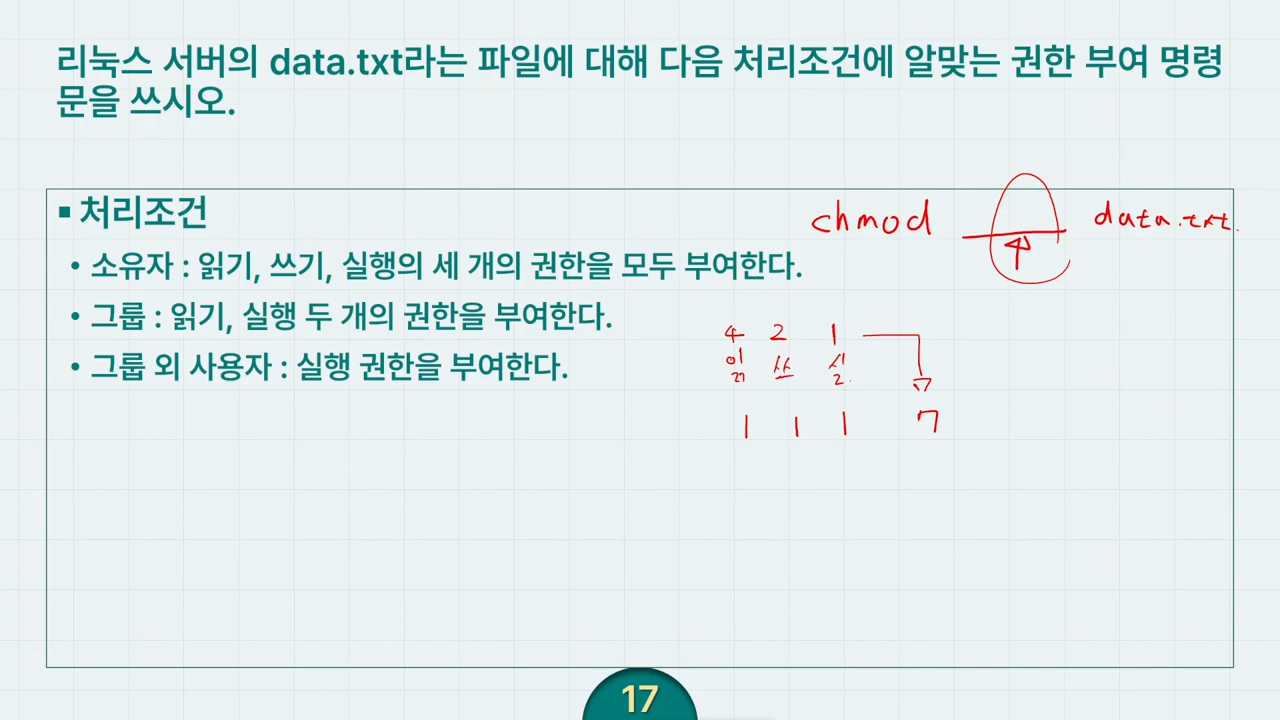 리눅스 서버의 data.txt라는 파일에 대해 다음 처리조건에 알맞는 권한 부여 명령
문을 쓰시오.
▪ 처리조건
chmod data.txt.
• 소유자 : 읽기, 쓰기, 실행의 세 개의 권한을 모두 부여한다.
• 그룹 : 읽기, 실행 두 개의 권한을 부여한다.
4 2 1
• 그룹 외 사용자 : 실행 권한을 부여한다.
1 1 1 7
17